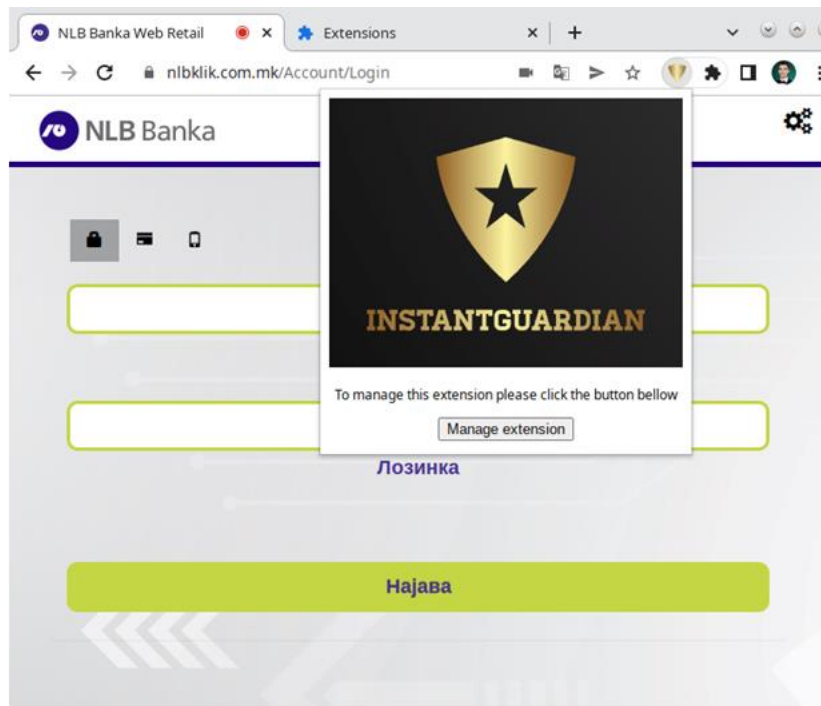 NLB Banka Web Retail
Extensions
nlbklik.com.mk/Account/Login
NLB Banka
INSTANTGUARDIAN
To manage this extension please click the button bellow
Manage extension
Лозинка
Најава